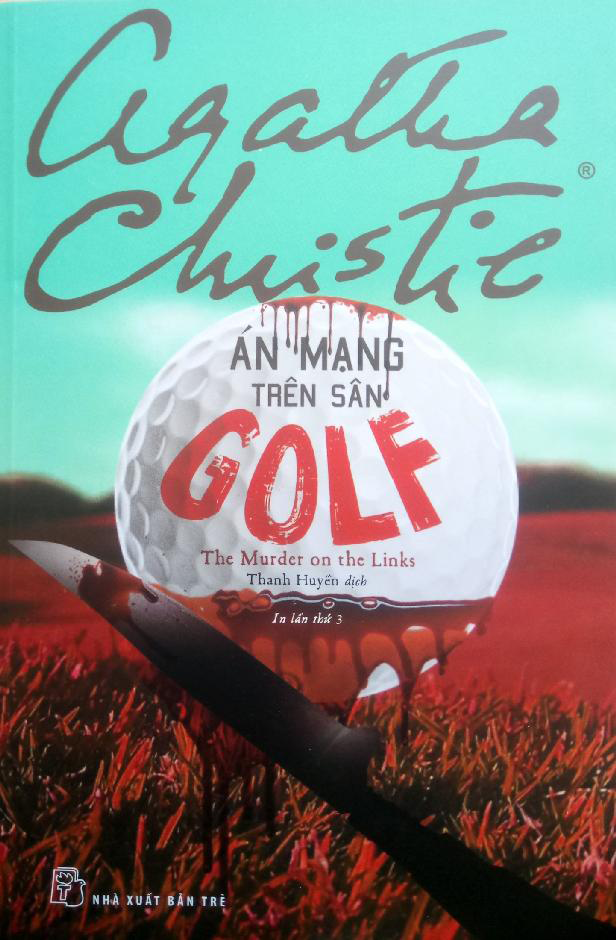 Agatha
Christie®
ÁN MẠNG
TRÊN SÂN
GOLF
The Murder on the Links
Thanh Huyền dịch
In lần thứ 3
NHÀ XUẤT BẢN TRẺ